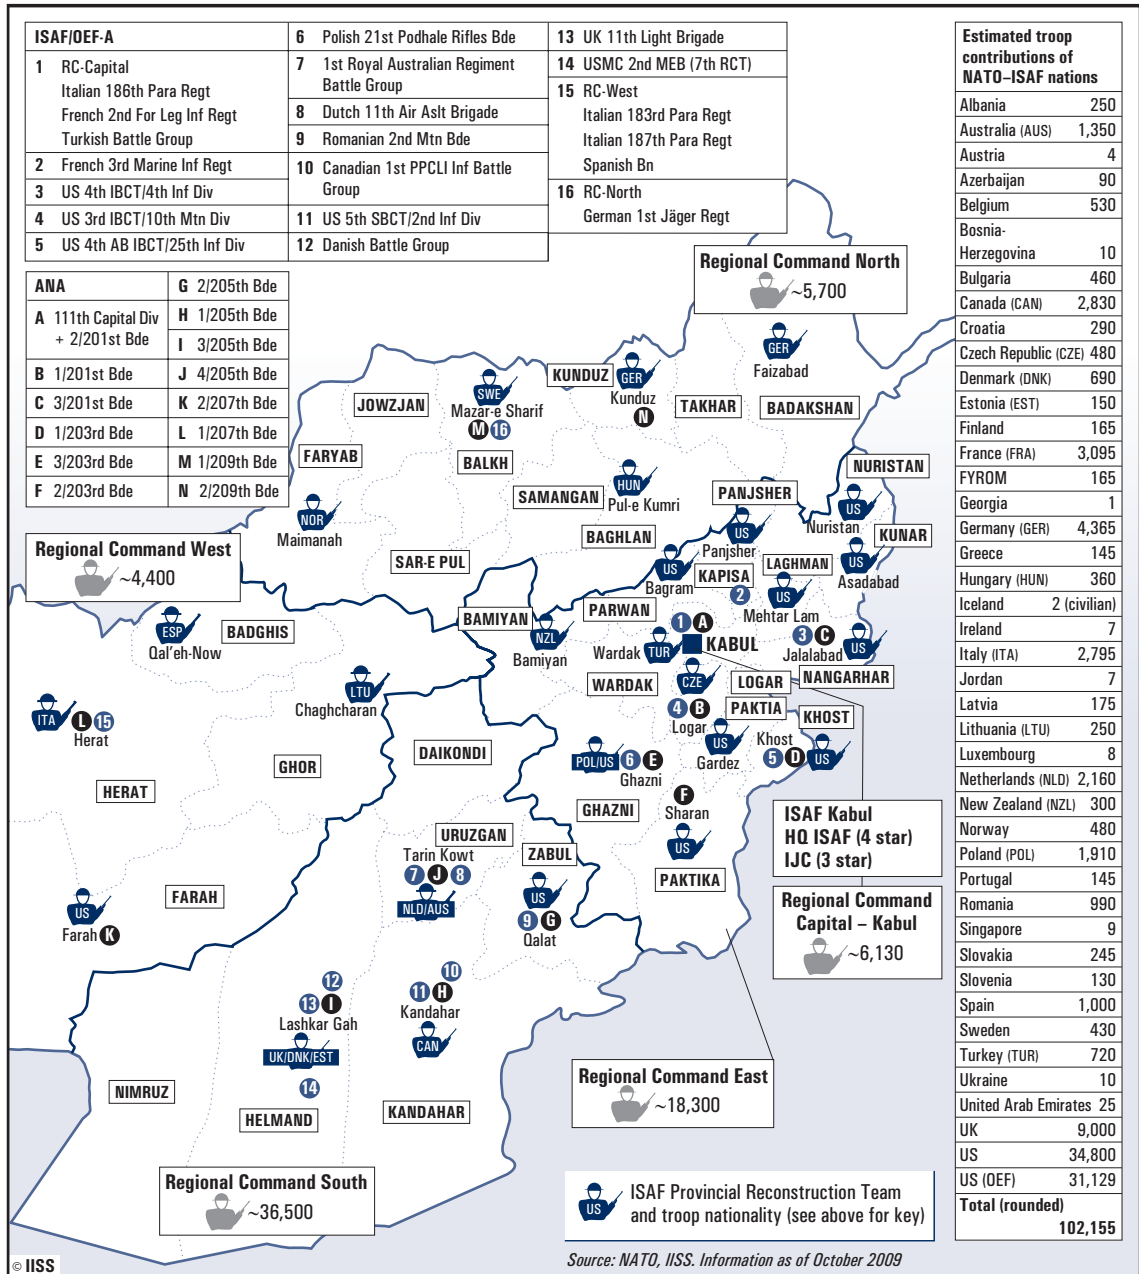 ISAF/OEF-A
1 RC-Capital
Italian 186th Para Regt
French 2nd For Leg Inf Regt
Turkish Battle Group
2 French 3rd Marine Inf Regt
3 US 4th IBCT/4th Inf Div
4 US 3rd IBCT/10th Mtn Div
5 US 4th AB IBCT/25th Inf Div
6 Polish 21st Podhale Rifles Bde
7 1st Royal Australian Regiment
Battle Group
8 Dutch 11th Air Aslt Brigade
9 Romanian 2nd Mtn Bde
10 Canadian 1st PPCLI Inf Battle
Group
11 US 5th SBCT/2nd Inf Div
12 Danish Battle Group
13 UK 11th Light Brigade
14 USMC 2nd MEB (7th RCT)
15 RC-West
Italian 183rd Para Regt
Italian 187th Para Regt
Spanish Bn
16 RC-North
German 1st Jäger Regt
ANA
A 111th Capital Div
+ 2/201st Bde
B 1/201st Bde
C 3/201st Bde
D 1/203rd Bde
E 3/203rd Bde
F 2/203rd Bde
G 2/205th Bde
H 1/205th Bde
I 3/205th Bde
J 4/205th Bde
K 2/207th Bde
L 1/207th Bde
M 1/209th Bde
N 2/209th Bde
Regional Command North
~5,700
GER
Faizabad
KUNDUZ
GER
Kunduz
N
TAKHAR
BADAKSHAN
JOWZJAN
SWE
Mazar-e Sharif
M 16
BALKH
FARYAB
NOR
Maimanah
SAMANGAN
HUN
Pul-e Kumri
BAGHLAN
SAR-E PUL
PANJSHER
US
Panjsher
NURISTAN
US
Nuristan
KUNAR
US
Asadabad
LAGHMAN
US
Mehtar Lam
KAPISA
2
US
Bagram
PARWAN
BAMIYAN
NZL
Bamiyan
1 A
KABUL
Wardak
TUR
WARDAK
3 C
Jalalabad
US
NANGARHAR
CZE
4 B
Logar
LOGAR
PAKTIA
US
Gardez
KHOST
Khost
5 D
US
POL/US
6 E
Ghazni
GHAZNI
F
Sharan
US
PAKTIKA
Regional Command West
~4,400
ESP
Qal'eh-Now
BADGHIS
LTU
Chaghcharan
ITA
L 15
Herat
HERAT
GHOR
DAIKONDI
URUZGAN
Tarin Kowt
7 J 8
NLD/AUS
ZABUL
US
9 G
Qalat
FARAH
US
Farah K
12
13 I
Lashkar Gah
UK/DNK/EST
14
10
11 H
Kandahar
CAN
NIMRUZ
HELMAND
KANDAHAR
ISAF Kabul
HQ ISAF (4 star)
IJC (3 star)
Regional Command
Capital – Kabul
~6,130
Regional Command East
~18,300
Regional Command South
~36,500
US
ISAF Provincial Reconstruction Team
and troop nationality (see above for key)
Source: NATO, IISS. Information as of October 2009
© IISS
Estimated troop
contributions of
NATO–ISAF nations
Albania 250
Australia (AUS) 1,350
Austria 4
Azerbaijan 90
Belgium 530
Bosnia-
Herzegovina 10
Bulgaria 460
Canada (CAN) 2,830
Croatia 290
Czech Republic (CZE) 480
Denmark (DNK) 690
Estonia (EST) 150
Finland 165
France (FRA) 3,095
FYROM 165
Georgia 1
Germany (GER) 4,365
Greece 145
Hungary (HUN) 360
Iceland 2 (civilian)
Ireland 7
Italy (ITA) 2,795
Jordan 7
Latvia 175
Lithuania (LTU) 250
Luxembourg 8
Netherlands (NLD) 2,160
New Zealand (NZL) 300
Norway 480
Poland (POL) 1,910
Portugal 145
Romania 990
Singapore 9
Slovakia 245
Slovenia 130
Spain 1,000
Sweden 430
Turkey (TUR) 720
Ukraine 10
United Arab Emirates 25
UK 9,000
US 34,800
US (OEF) 31,129
Total (rounded)
102,155